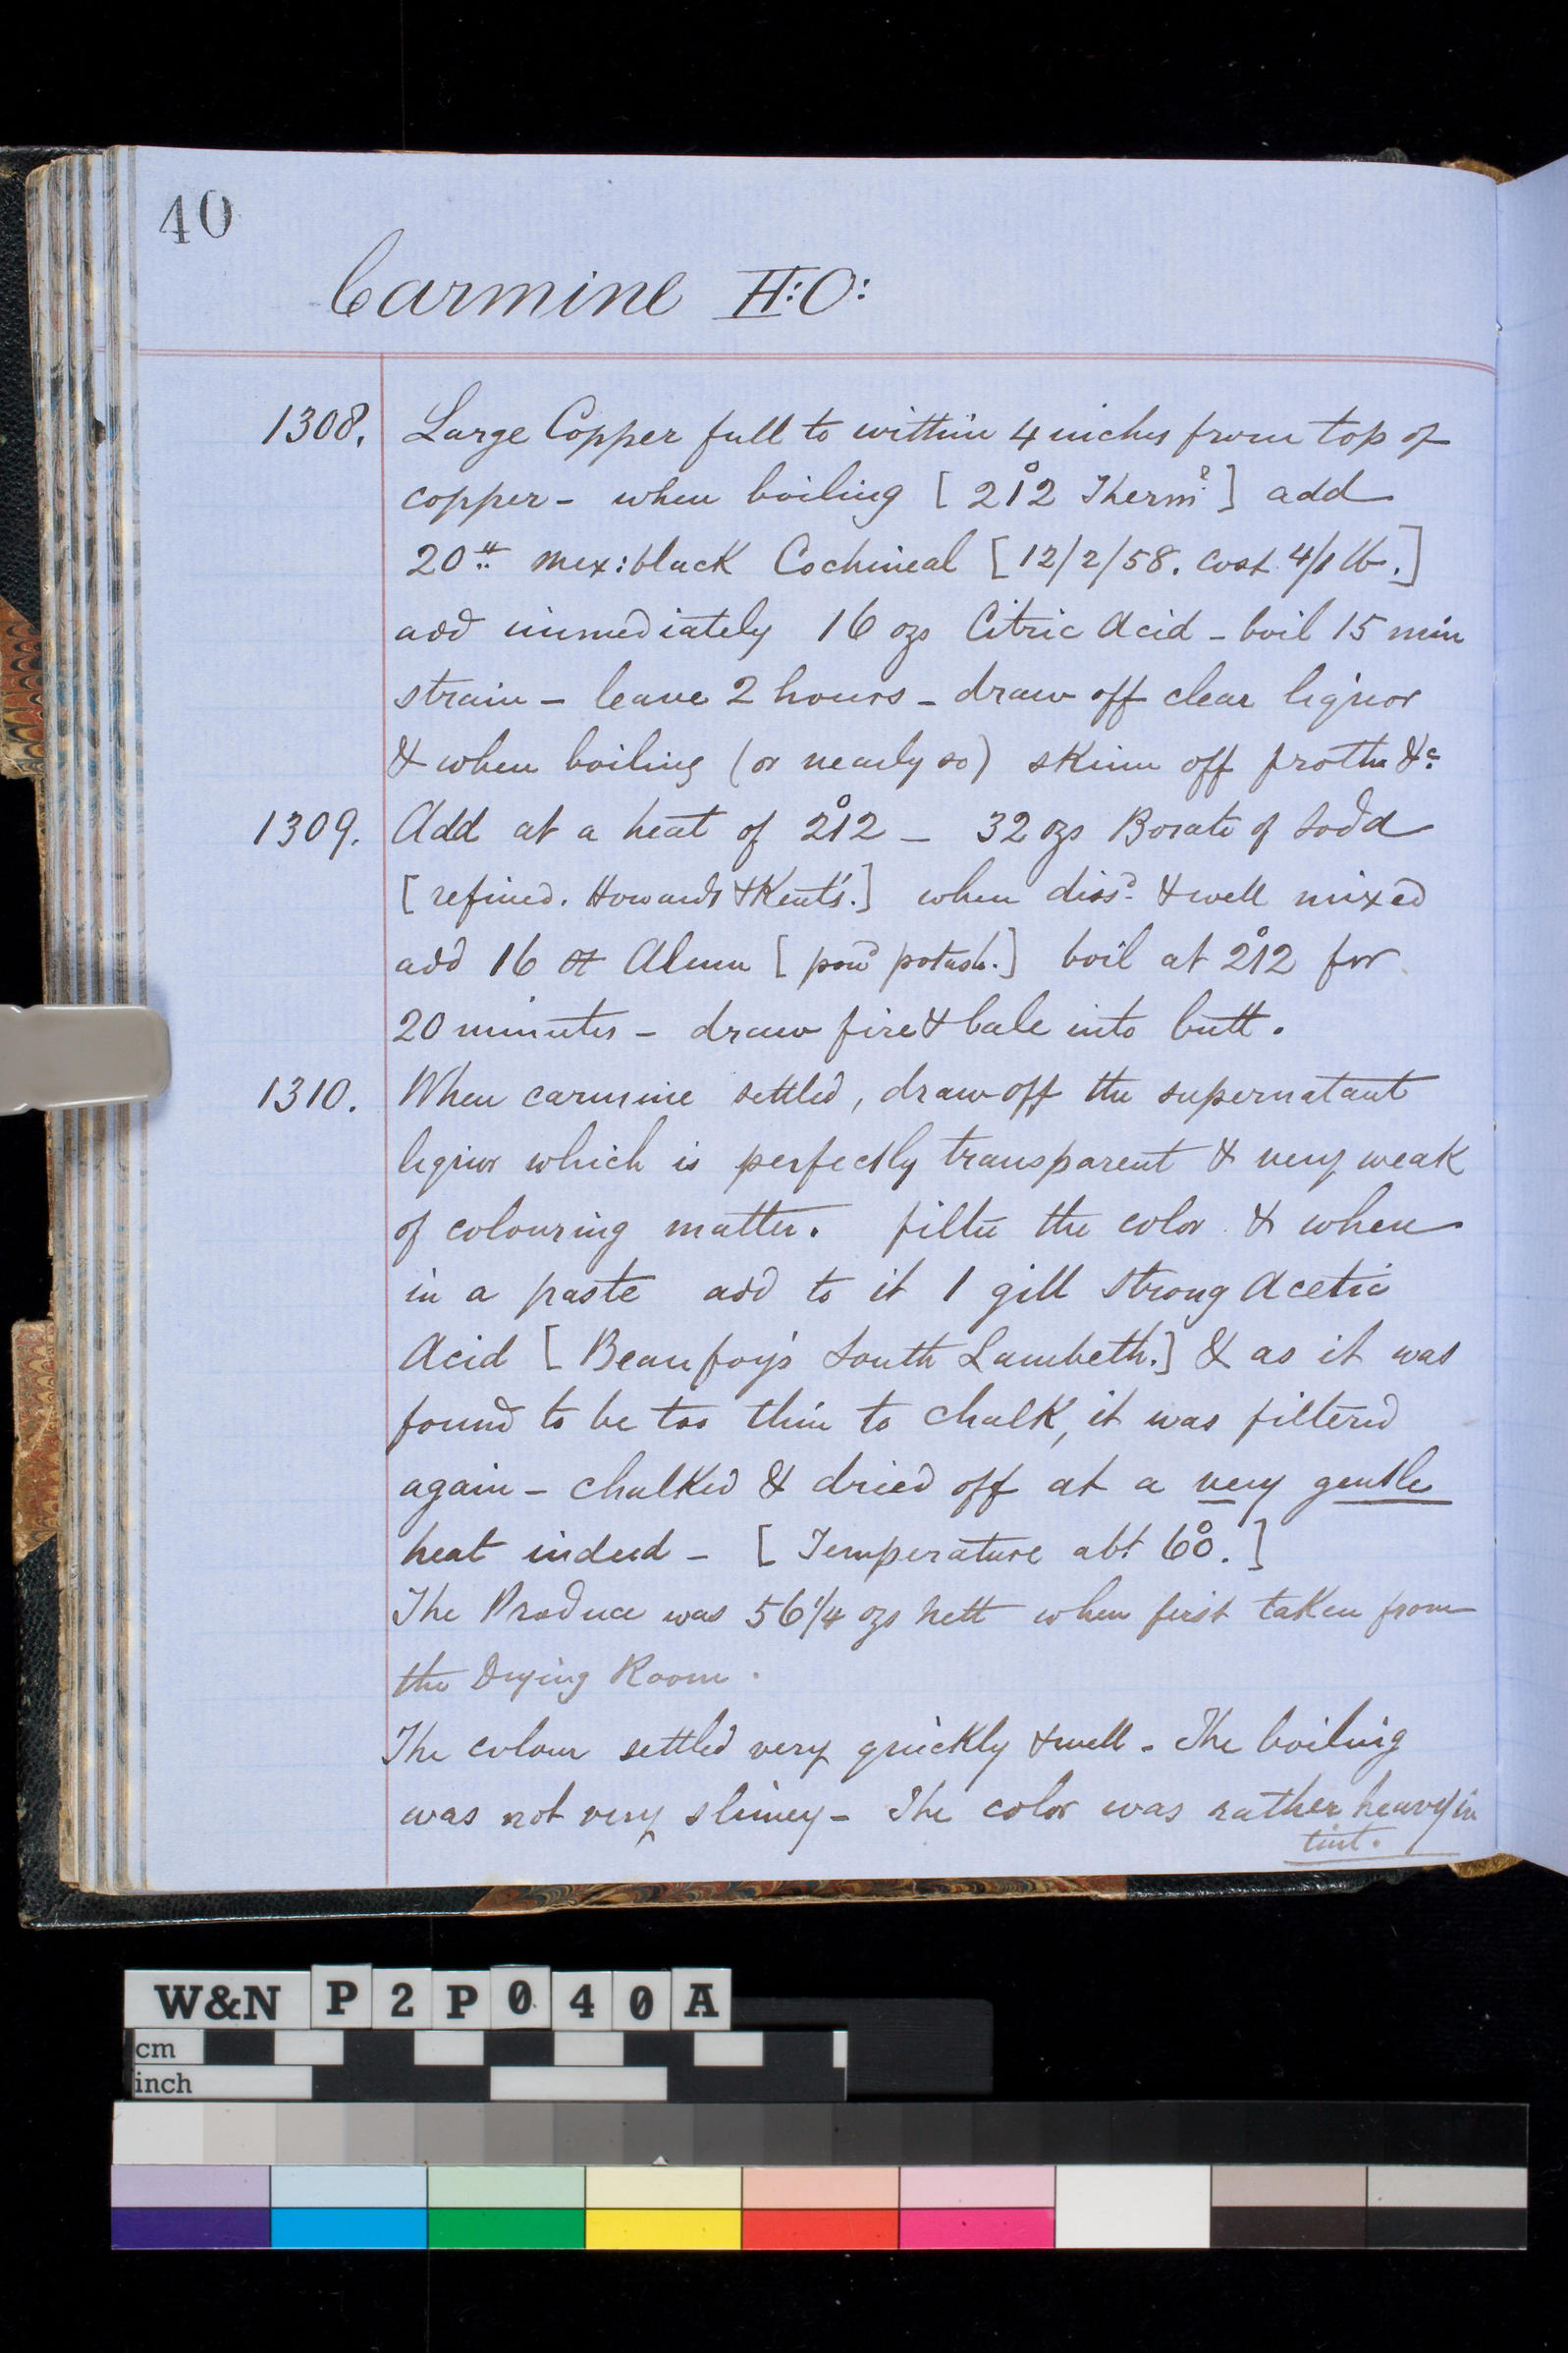 40
Carmine H:O:
1308. Large Copper full to within 4 inches from top of
copper - when boiling [212° Therm:r] add
20lb mex: black Cochineal [12/2/58. cost 4/1 lb.]
add immediately 16 ozs Citric Acid - boil 15 min
strain - leave 2 hours - draw off clear liquor
& when boiling (or nearly so) skim off froth &c
1309. Add at a heat of 212° - 32 ozs Borate of Soda
[refined. Howards & Kent's.] when dissd. & well mixed
add 16 oz Alum [powd potash.] boil at 212° for
20 minutes - draw fire & bale into butt.
1310. When carmine settled, draw off the supernatant
liquor which is perfectly transparent & very weak
of colouring matter. filter the color & when
in a paste add to it 1 gill strong Acetic
Acid [Beaufoy's South Lambeth.] & as it was
found to be too thin to chalk, it was filtered
again - chalked & dried off at a very gentle
heat indeed - [Temperature abt 60°.]
The Produce was 56 1/4 ozs nett when first taken from
the Drying Room.
The colour settled very quickly & well - The boiling
was not very slimey - The color was rather heavy in
tint.
W&N P2P040A
cm
inch